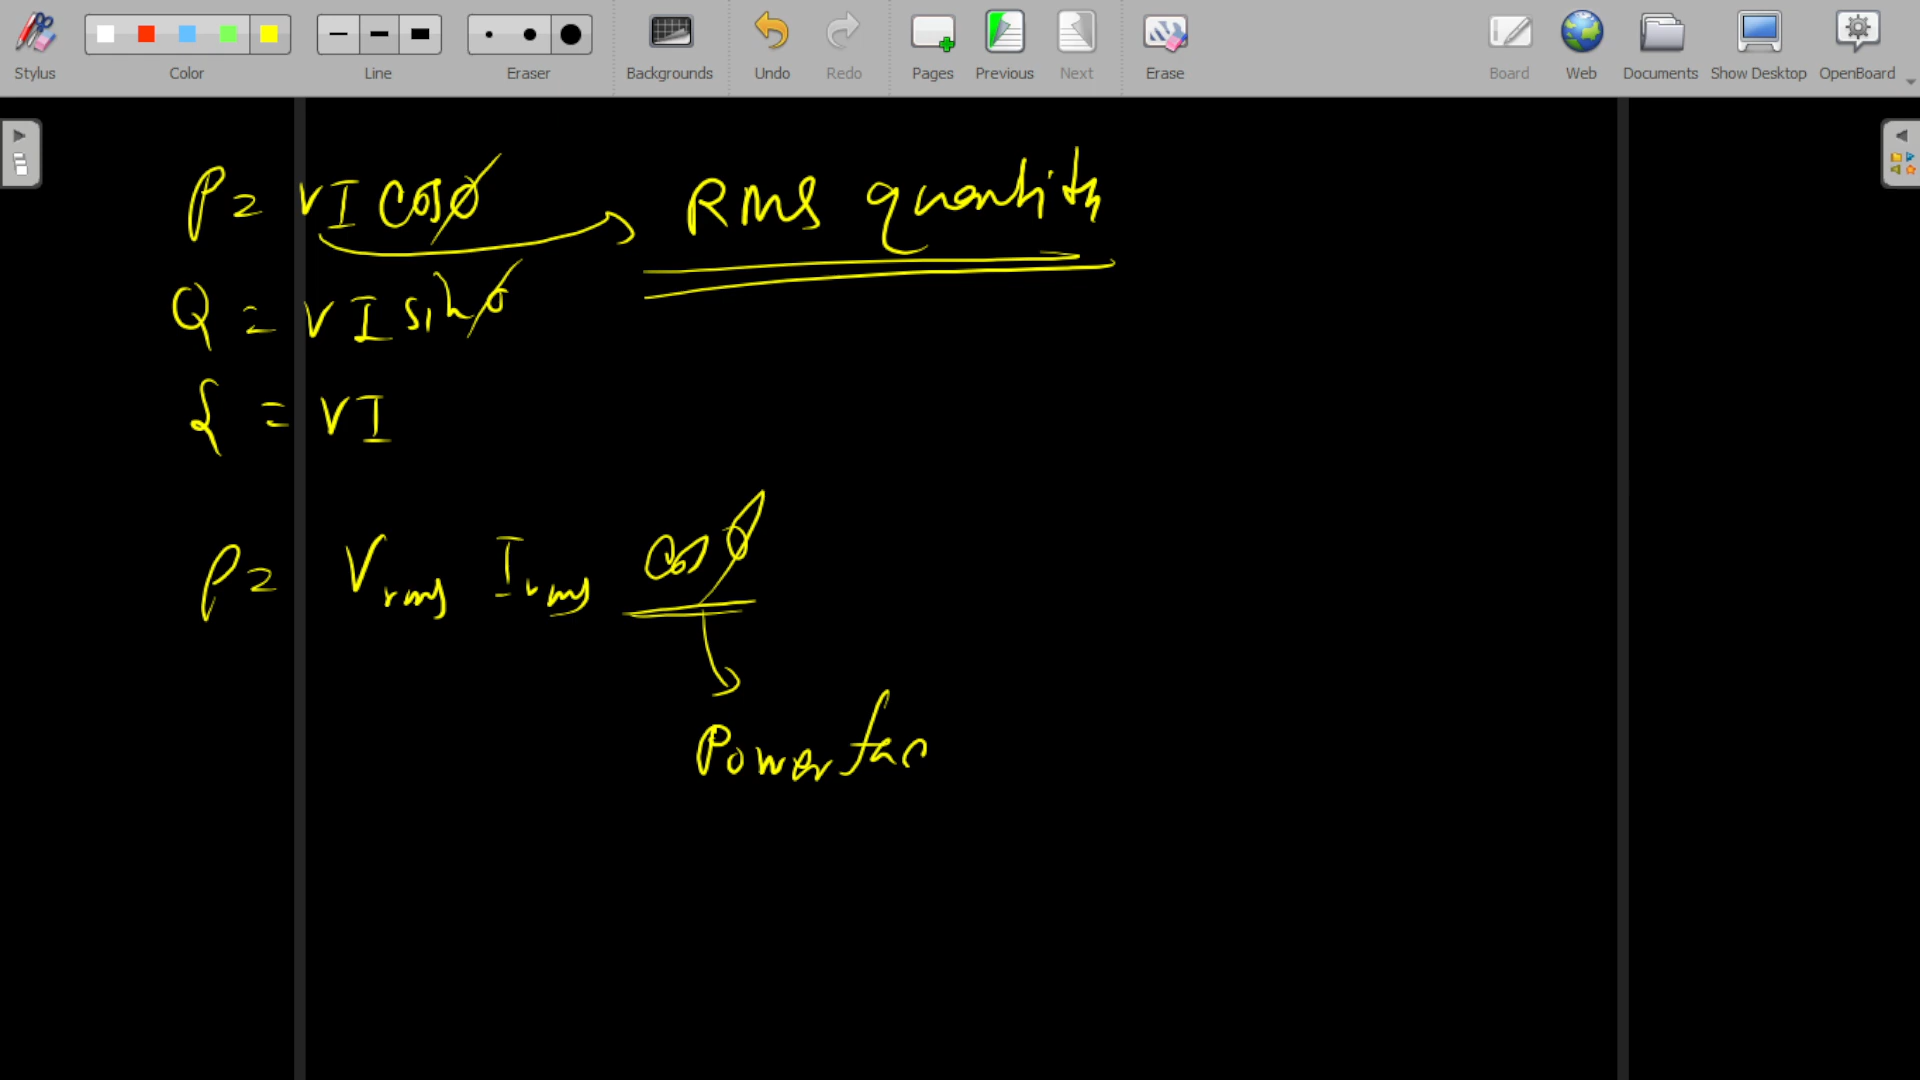 Stylus Color Line Eraser Backgrounds Undo Redo Pages Previous Next Erase Board Web Documents Show Desktop OpenBoard
P = VI cosφ → Rms quantity
Q = VI sinφ
S = VI
P = Vrms Irms cosφ
Power fac